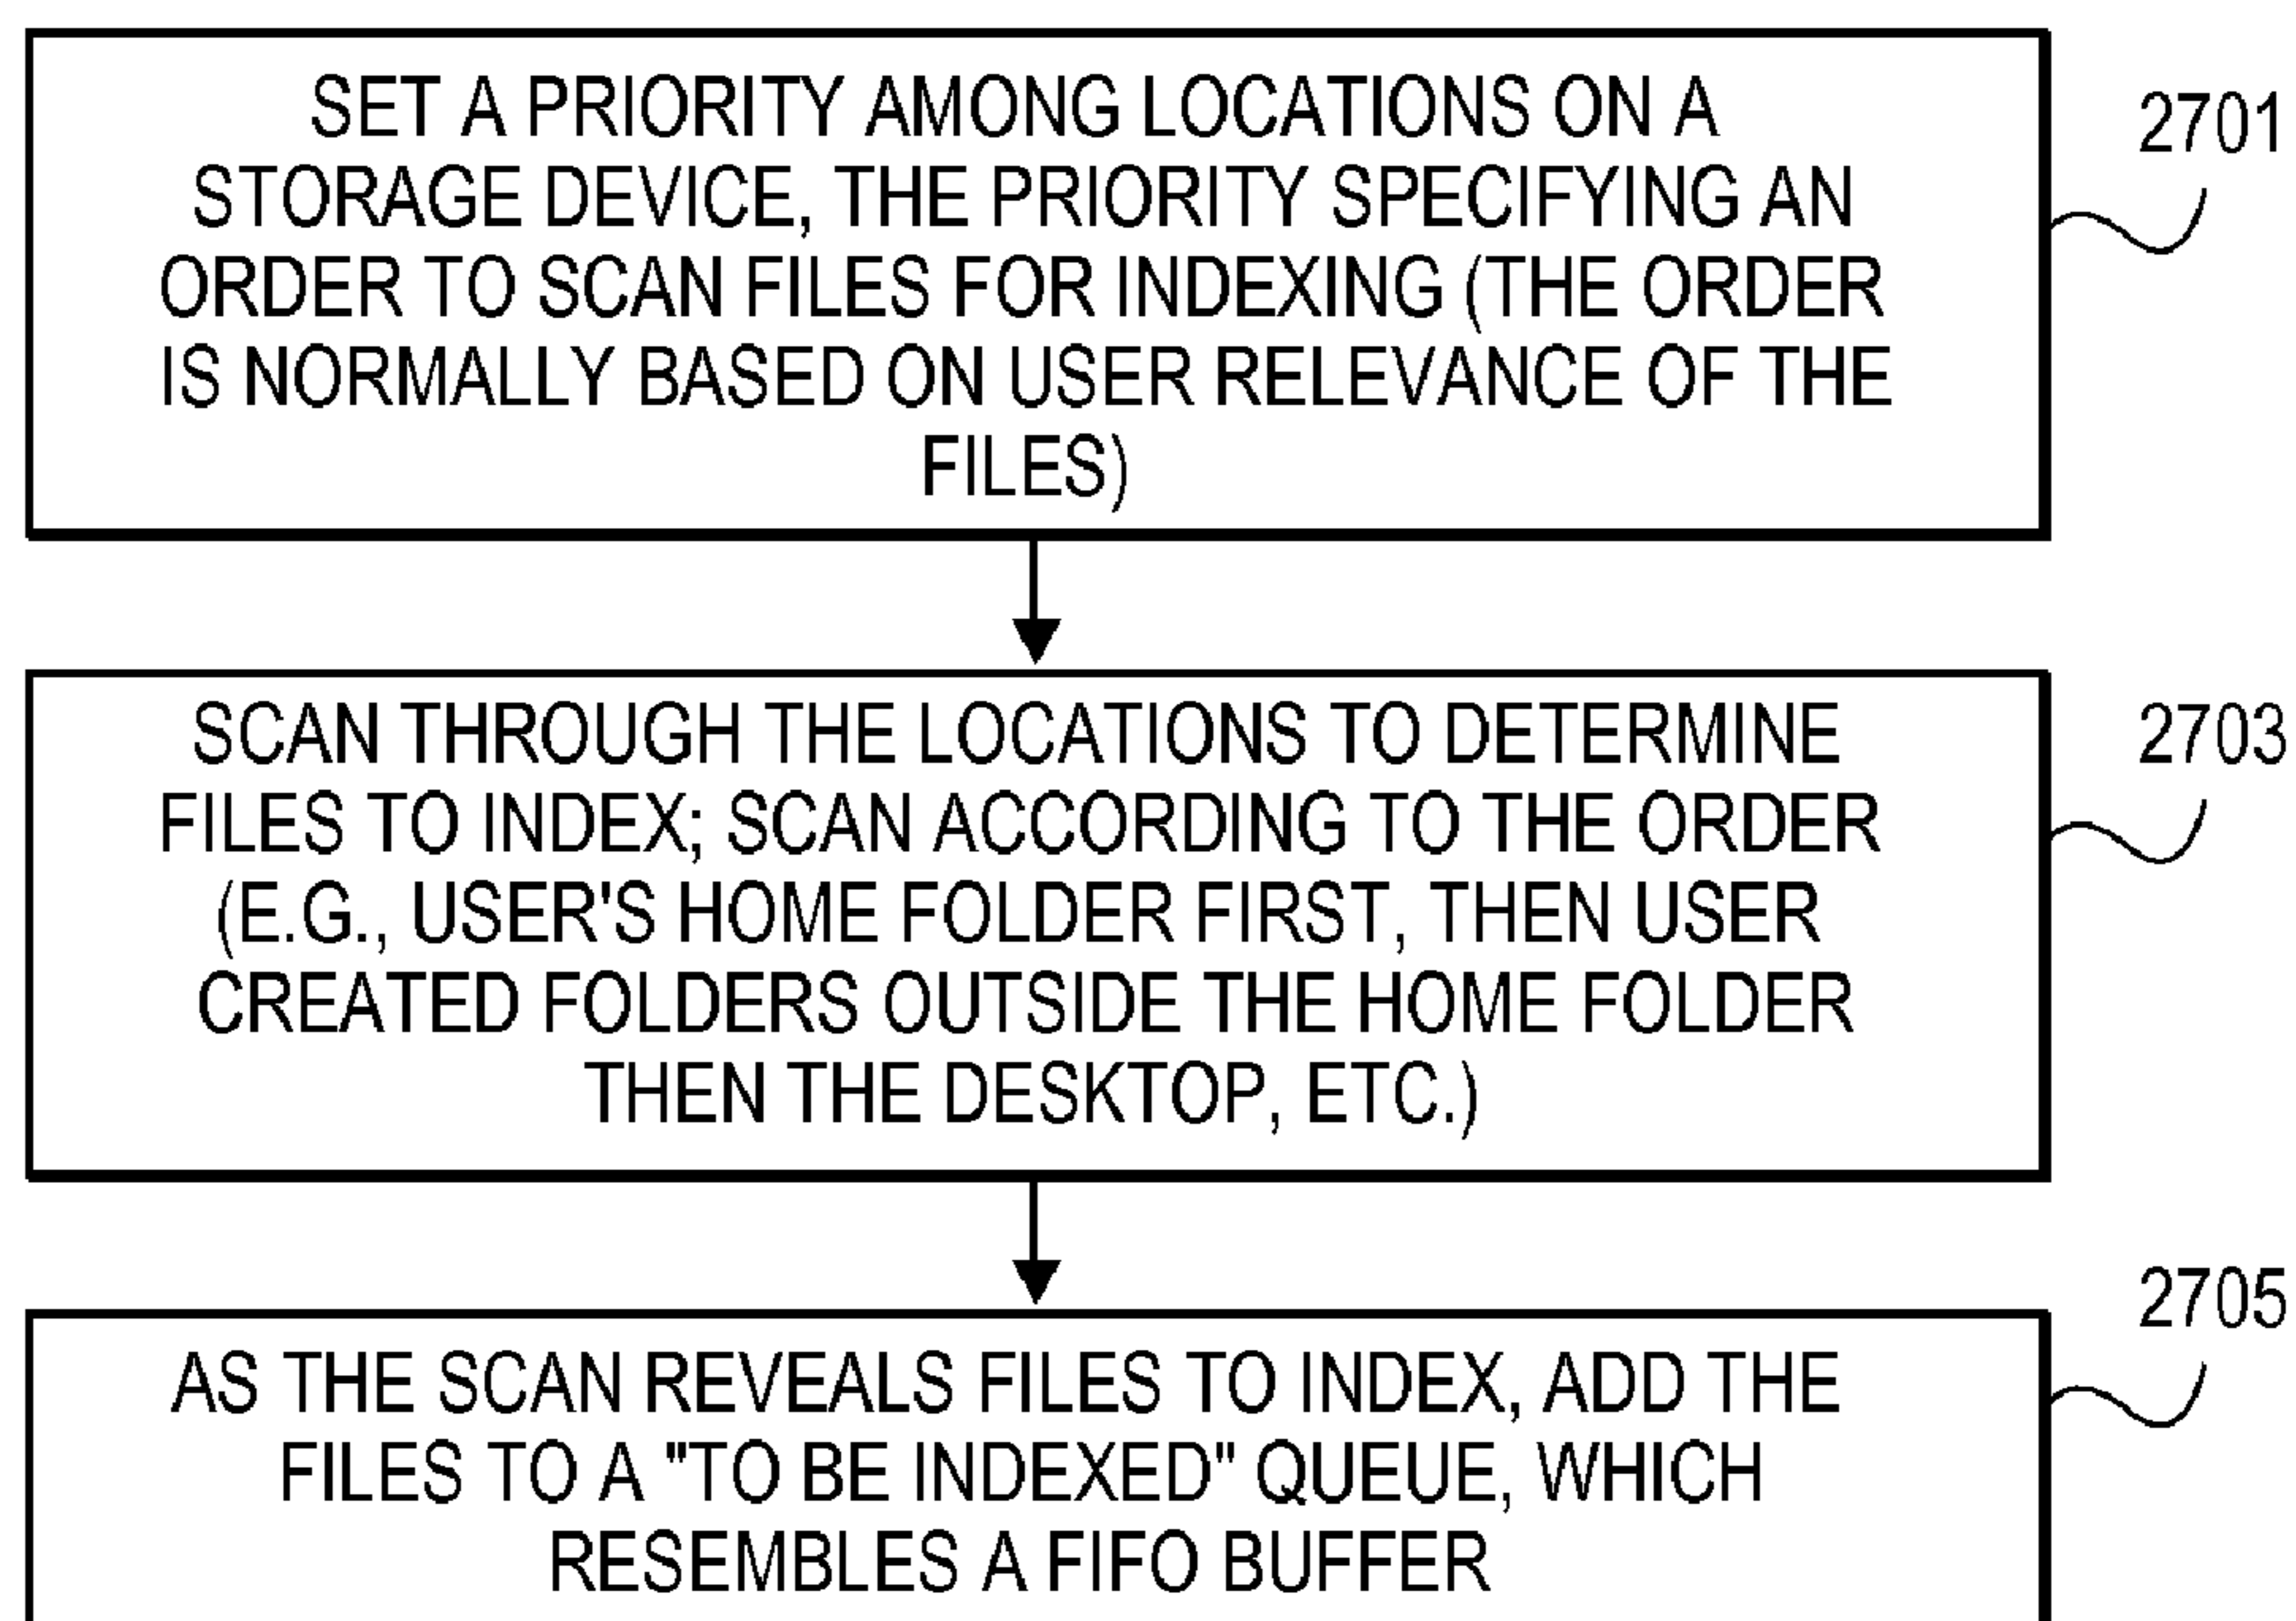 SET A PRIORITY AMONG LOCATIONS ON A
STORAGE DEVICE, THE PRIORITY SPECIFYING AN
ORDER TO SCAN FILES FOR INDEXING (THE ORDER
IS NORMALLY BASED ON USER RELEVANCE OF THE
FILES)
2701
SCAN THROUGH THE LOCATIONS TO DETERMINE
FILES TO INDEX; SCAN ACCORDING TO THE ORDER
(E.G., USER'S HOME FOLDER FIRST, THEN USER
CREATED FOLDERS OUTSIDE THE HOME FOLDER
THEN THE DESKTOP, ETC.)
2703
AS THE SCAN REVEALS FILES TO INDEX, ADD THE
FILES TO A "TO BE INDEXED" QUEUE, WHICH
RESEMBLES A FIFO BUFFER
2705